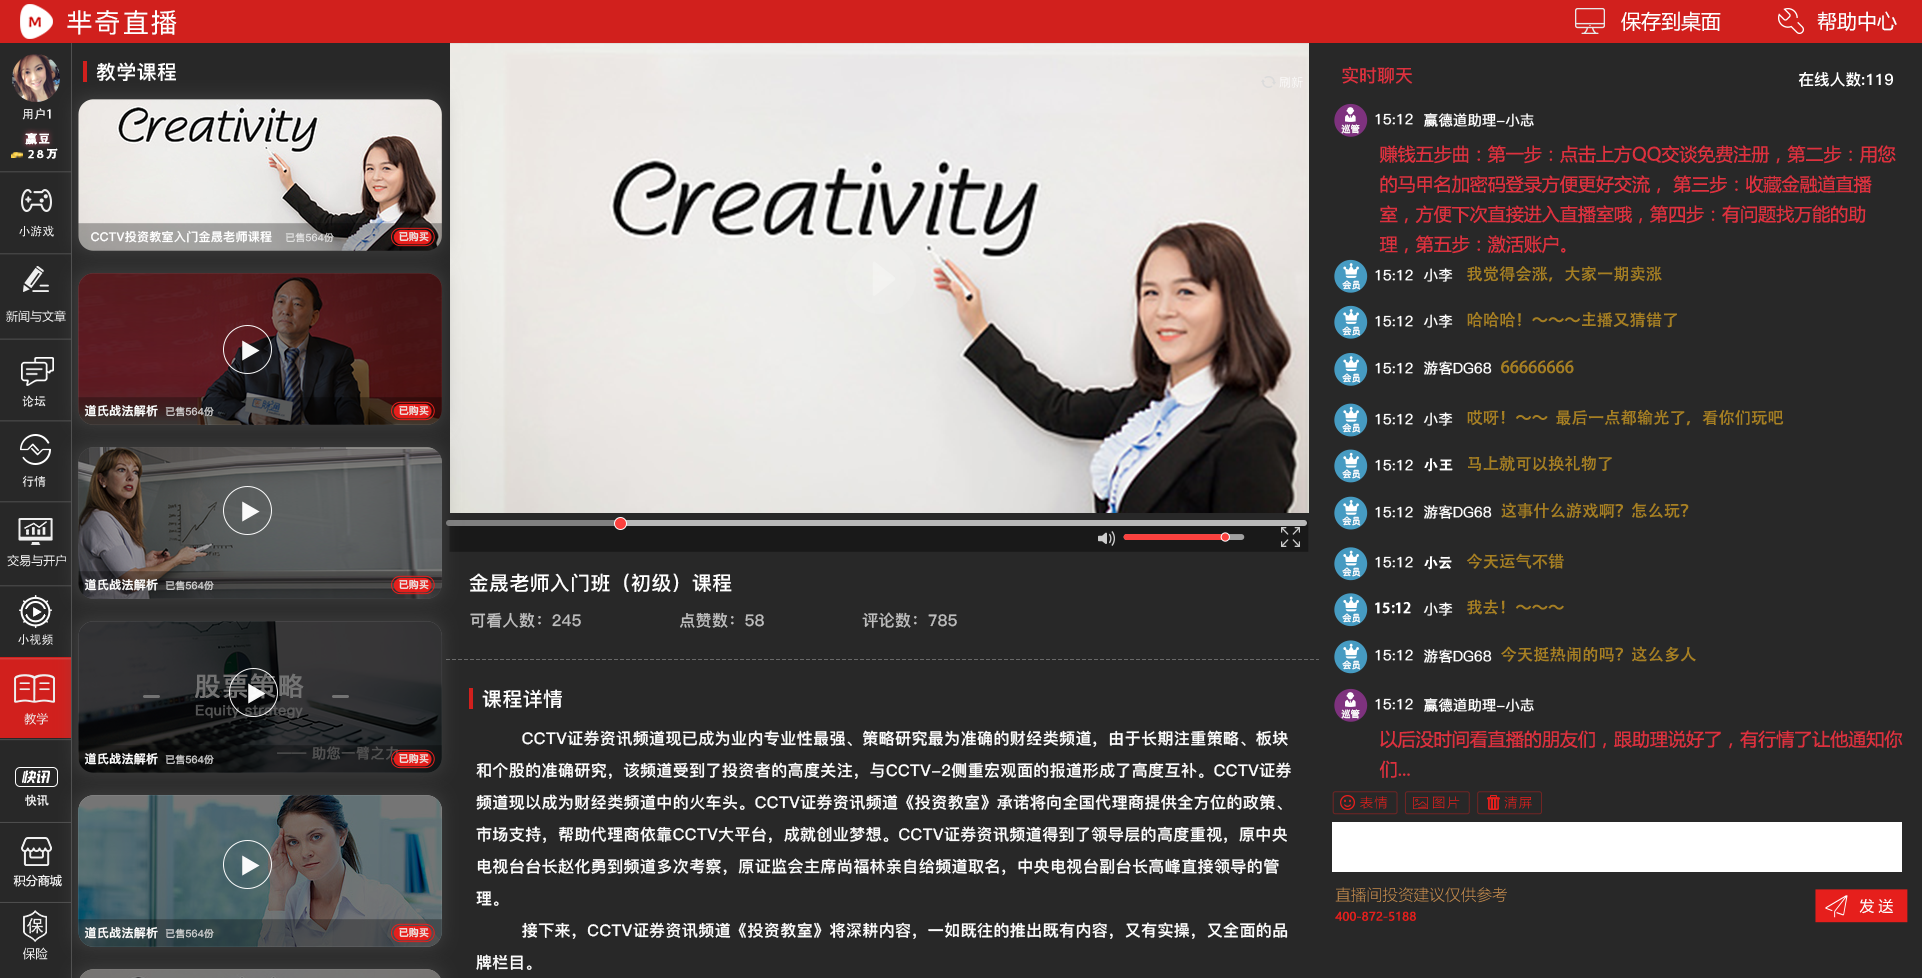 M
芈奇直播
保存到桌面
帮助中心
用户1
赢豆
28万
小游戏
新闻与文章
论坛
行情
交易与开户
小视频
教学
快讯
快讯
积分商城
保
保险
教学课程
Creativity
CCTV投资教室入门金晟老师课程 已售564份 已购买
道氏战法解析 已售564份 已购买
道氏战法解析 已售564份 已购买
股票策略
Equity strategy
—— 助您一臂之力
道氏战法解析 已售564份 已购买
道氏战法解析 已售564份 已购买
刷新
Creativity
金晟老师入门班（初级）课程
可看人数：245 点赞数：58 评论数：785
课程详情
CCTV证券资讯频道现已成为业内专业性最强、策略研究最为准确的财经类频道，由于长期注重策略、板块
和个股的准确研究，该频道受到了投资者的高度关注，与CCTV-2侧重宏观面的报道形成了高度互补。CCTV证券
频道现以成为财经类频道中的火车头。CCTV证券资讯频道《投资教室》承诺将向全国代理商提供全方位的政策、
市场支持，帮助代理商依靠CCTV大平台，成就创业梦想。CCTV证券资讯频道得到了领导层的高度重视，原中央
电视台台长赵化勇到频道多次考察，原证监会主席尚福林亲自给频道取名，中央电视台副台长高峰直接领导的管
理。
接下来，CCTV证券资讯频道《投资教室》将深耕内容，一如既往的推出既有内容，又有实操，又全面的品
牌栏目。
实时聊天
在线人数:119
巡管 15:12 赢德道助理-小志
赚钱五步曲：第一步：点击上方QQ交谈免费注册，第二步：用您
的马甲名加密码登录方便更好交流， 第三步：收藏金融道直播
室，方便下次直接进入直播室哦，第四步：有问题找万能的助
理，第五步：激活账户。
会员 15:12 小李 我觉得会涨，大家一期卖涨
会员 15:12 小李 哈哈哈！～～～主播又猜错了
会员 15:12 游客DG68 66666666
会员 15:12 小李 哎呀！～～ 最后一点都输光了，看你们玩吧
会员 15:12 小王 马上就可以换礼物了
会员 15:12 游客DG68 这事什么游戏啊？怎么玩？
会员 15:12 小云 今天运气不错
会员 15:12 小李 我去！～～～
会员 15:12 游客DG68 今天挺热闹的吗？这么多人
巡管 15:12 赢德道助理-小志
以后没时间看直播的朋友们，跟助理说好了，有行情了让他通知你
们...
表情 图片 清屏
直播间投资建议仅供参考
400-872-5188
发送